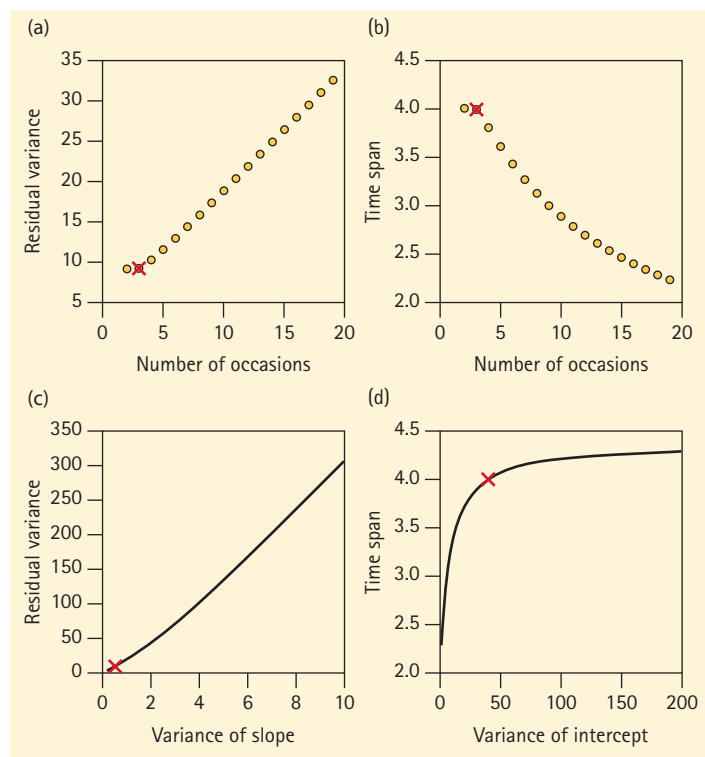 (a)
35
30
25
20
15
10
5
Residual variance
0 5 10 15 20
Number of occasions
(b)
4.5
4.0
3.5
3.0
2.5
2.0
Time span
0 5 10 15 20
Number of occasions
(c)
350
300
250
200
150
100
50
0
Residual variance
0 2 4 6 8 10
Variance of slope
(d)
4.5
4.0
3.5
3.0
2.5
2.0
Time span
0 50 100 150 200
Variance of intercept